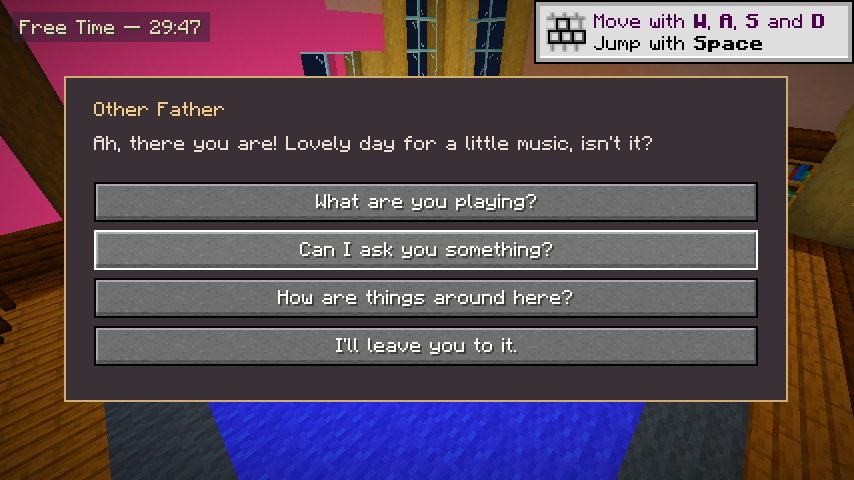 Free Time — 29:47
Move with W, A, S and D
Jump with Space
Other Father
Ah, there you are! Lovely day for a little music, isn't it?
What are you playing?
Can I ask you something?
How are things around here?
I'll leave you to it.